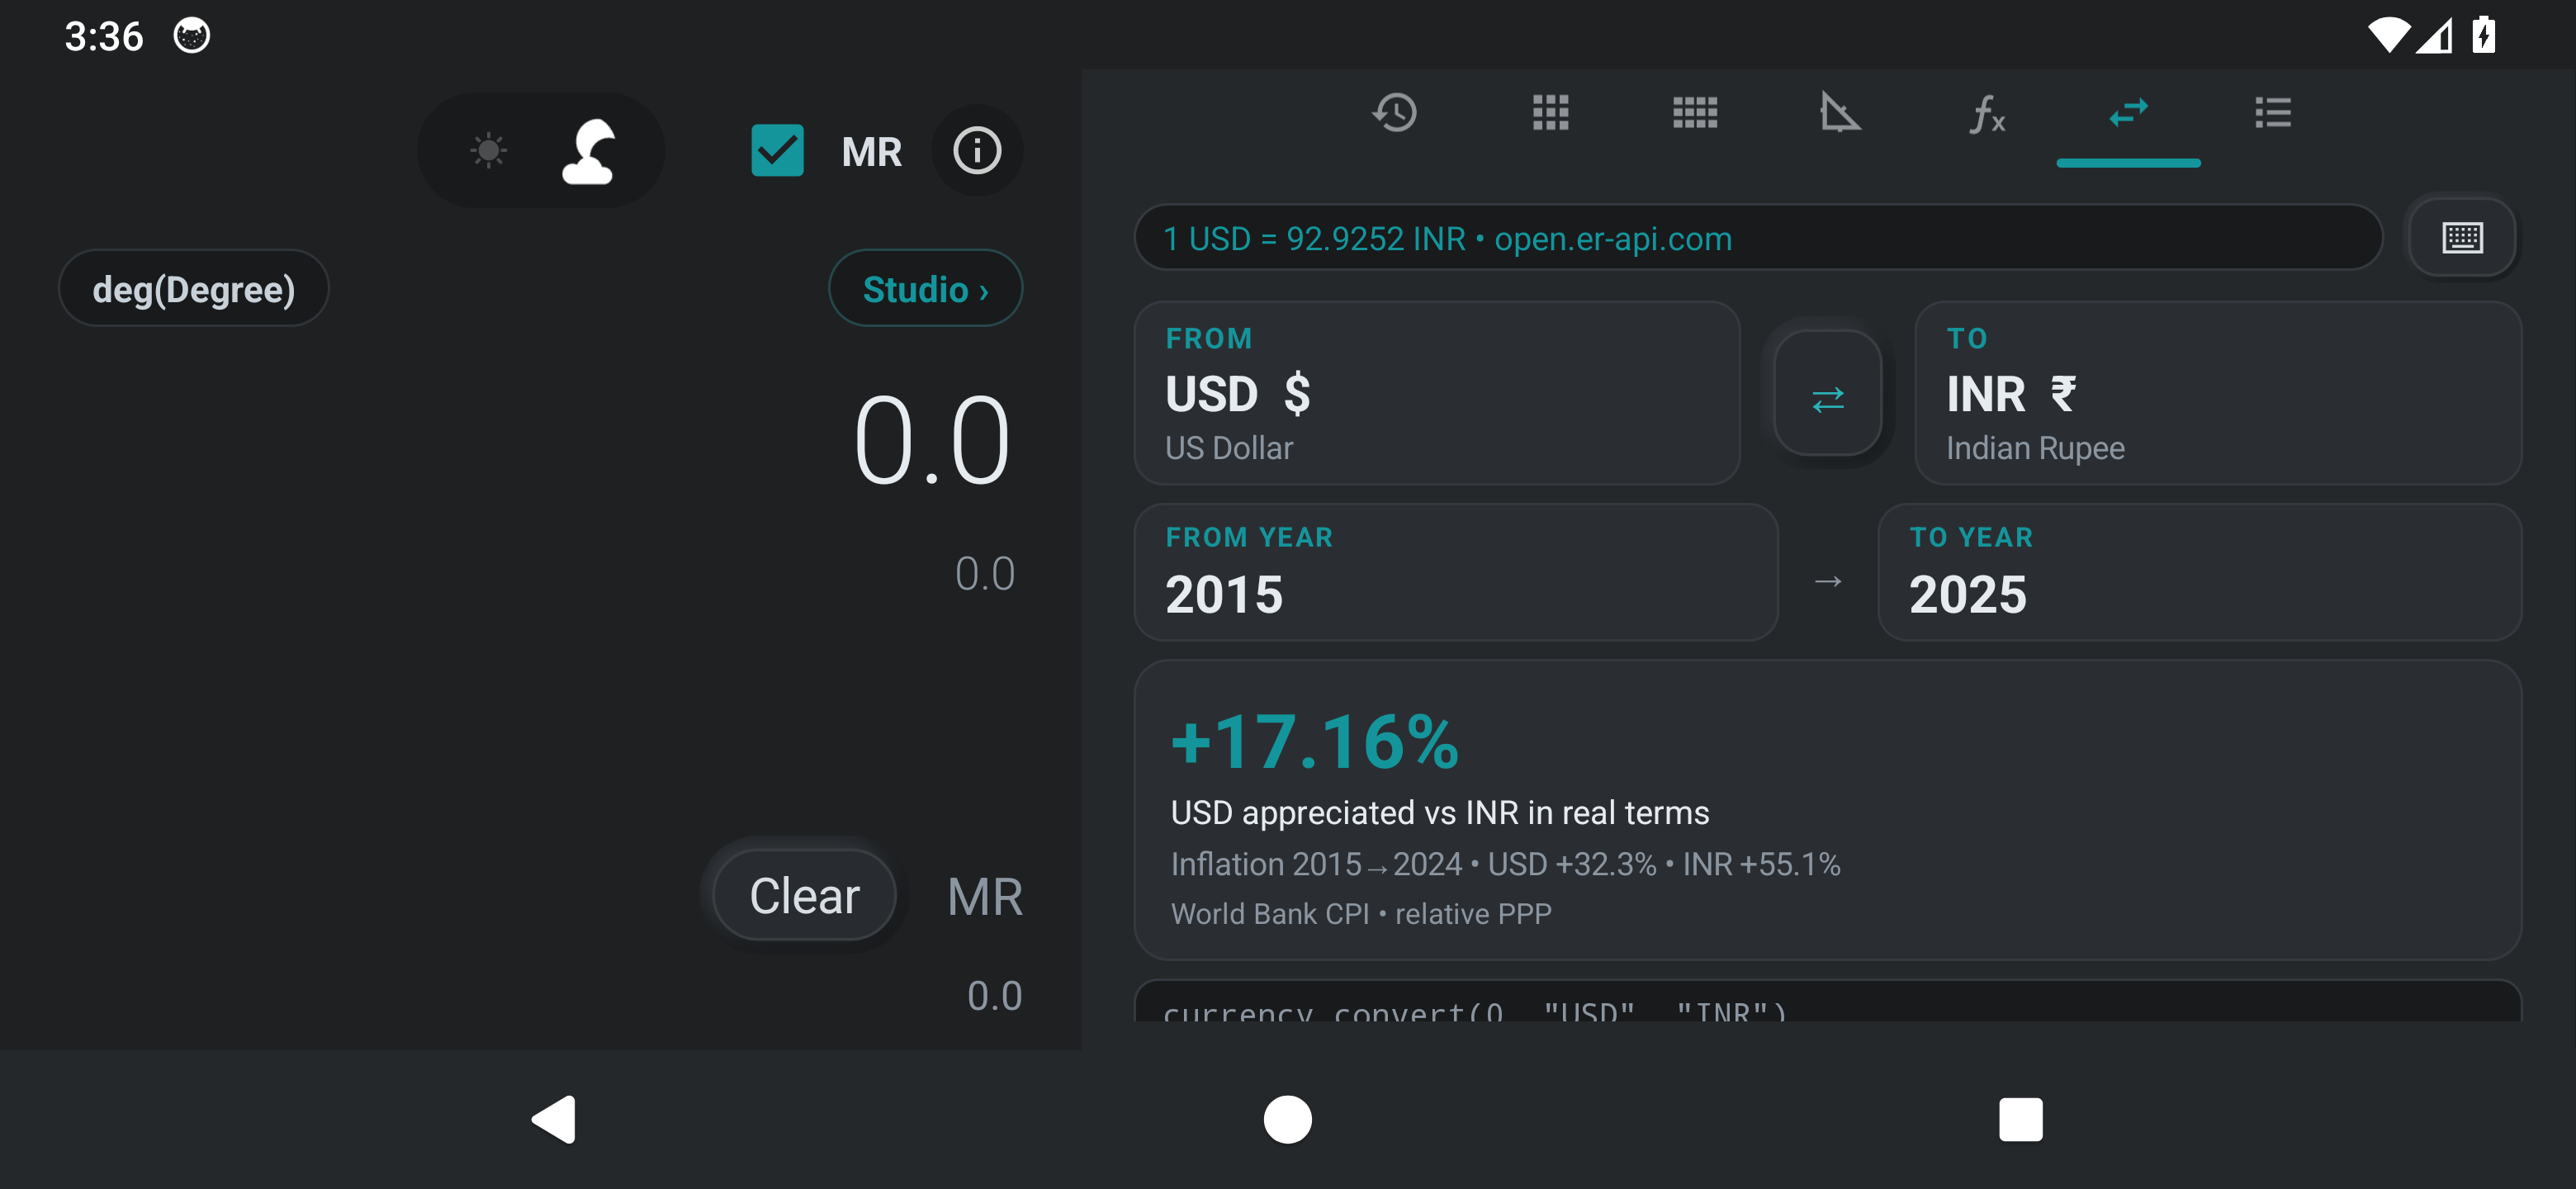 3:36
MR
deg(Degree)
Studio ›
0.0
0.0
Clear
MR
0.0
fx
1 USD = 92.9252 INR • open.er-api.com
FROM
USD $
US Dollar
⇄
TO
INR ₹
Indian Rupee
FROM YEAR
2015
→
TO YEAR
2025
+17.16%
USD appreciated vs INR in real terms
Inflation 2015→2024 • USD +32.3% • INR +55.1%
World Bank CPI • relative PPP
currency convert(0 "USD" "INR")